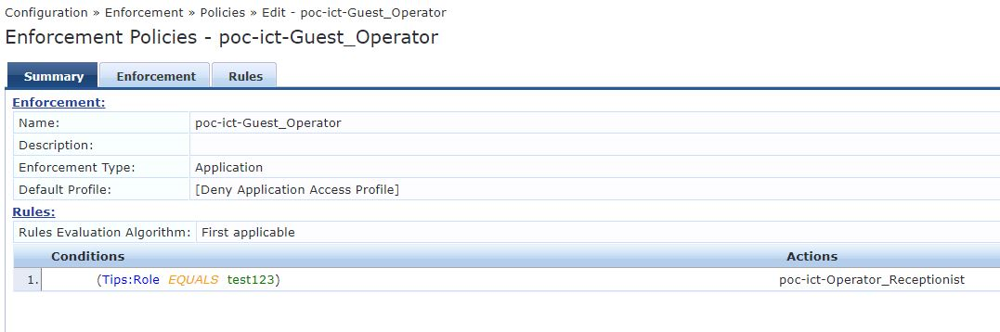 Configuration » Enforcement » Policies » Edit - poc-ict-Guest_Operator
Enforcement Policies - poc-ict-Guest_Operator
Summary Enforcement Rules
Enforcement:
Name: poc-ict-Guest_Operator
Description:
Enforcement Type: Application
Default Profile: [Deny Application Access Profile]
Rules:
Rules Evaluation Algorithm: First applicable
Conditions Actions
1. (Tips:Role EQUALS test123) poc-ict-Operator_Receptionist